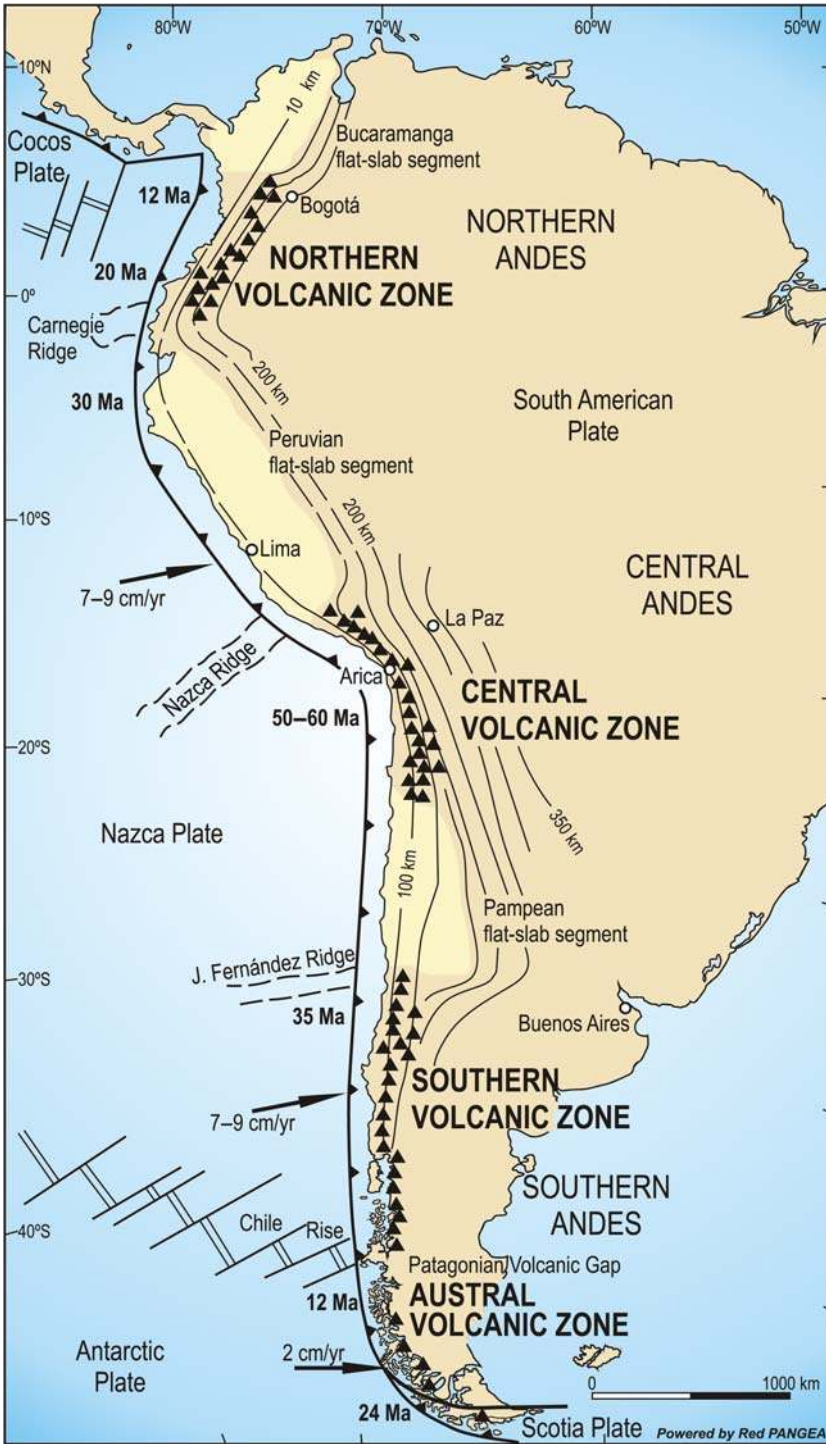 80°W
70°W
60°W
50°W
10°N
10 km
Bucaramanga
flat-slab segment
Cocos
Plate
12 Ma
Bogotá
NORTHERN
ANDES
NORTHERN
VOLCANIC ZONE
20 Ma
0°
Carnegie
Ridge
200 km
30 Ma
South American
Plate
Peruvian
flat-slab segment
10°S
200 km
Lima
CENTRAL
ANDES
7–9 cm/yr
La Paz
Nazca Ridge
Arica
CENTRAL
VOLCANIC ZONE
50–60 Ma
20°S
Nazca Plate
350 km
100 km
Pampean
flat-slab segment
J. Fernández Ridge
30°S
35 Ma
Buenos Aires
SOUTHERN
VOLCANIC ZONE
7–9 cm/yr
SOUTHERN
ANDES
Chile
Rise
40°S
Patagonian Volcanic Gap
12 Ma
AUSTRAL
VOLCANIC ZONE
Antarctic
Plate
2 cm/yr
0
1000 km
24 Ma
Scotia Plate
Powered by Red PANGEA